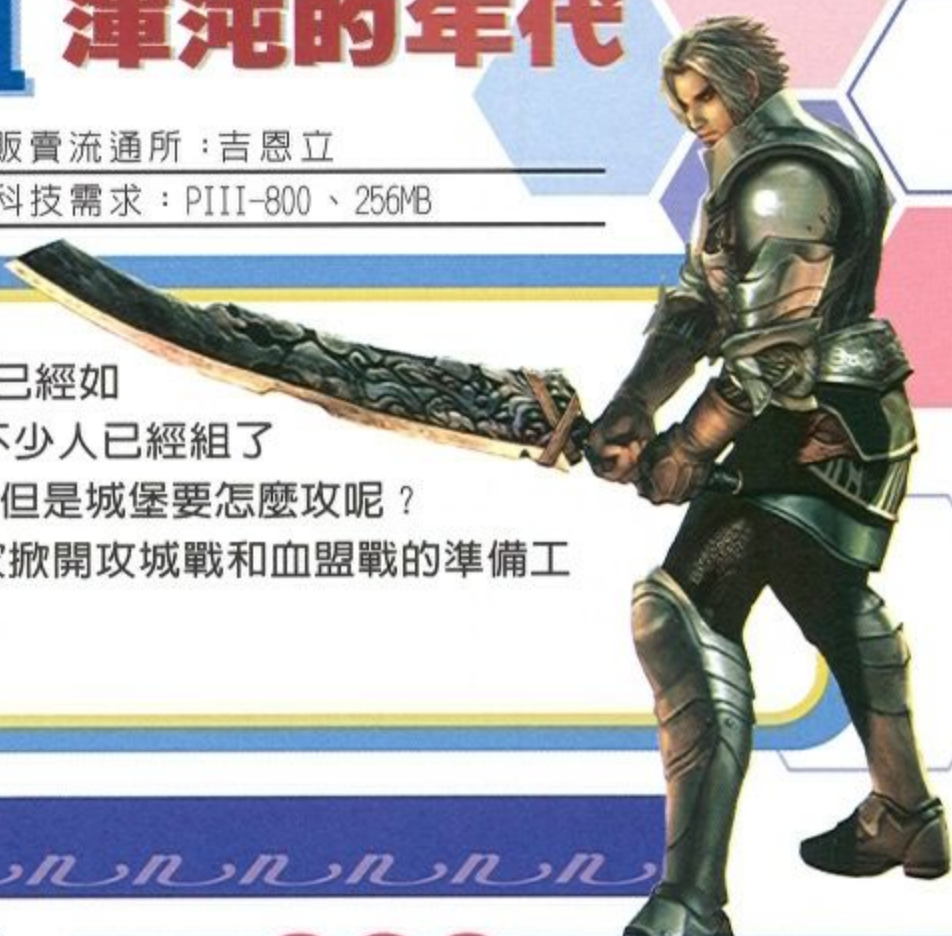 渾沌的年代
販賣流通所：吉恩立
科技需求：PIII-800、256MB
已經如
不少人已經組了
但是城堡要怎麼攻呢？
掀開攻城戰和血盟戰的準備工
n n n n n n